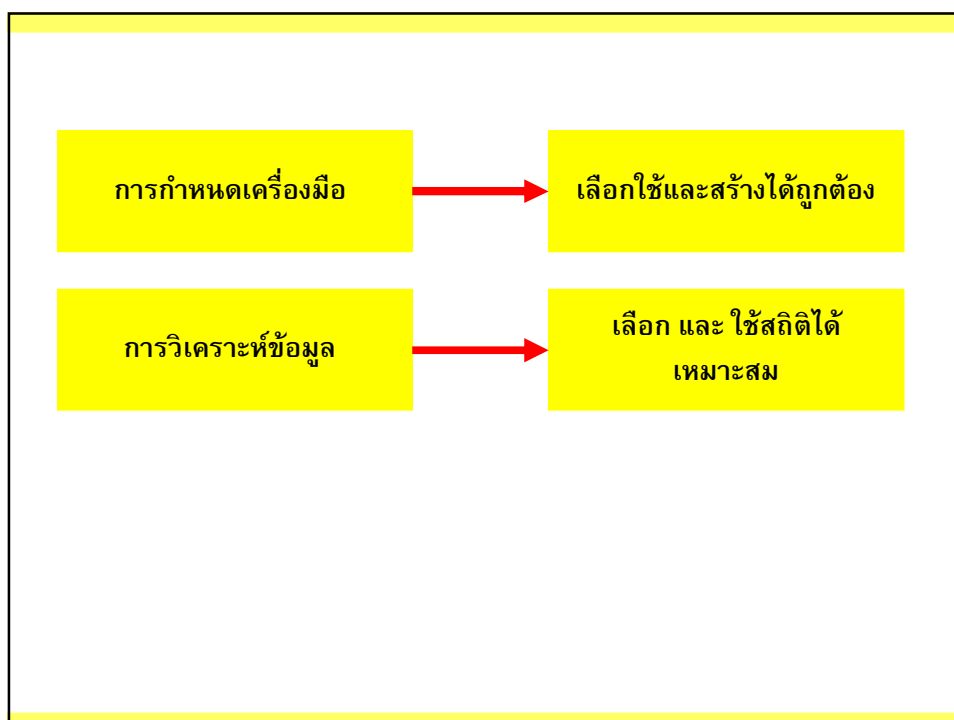 การกำหนดเครื่องมือ
เลือกใช้และสร้างได้ถูกต้อง
การวิเคราะห์ข้อมูล
เลือก และ ใช้สถิติได้
เหมาะสม